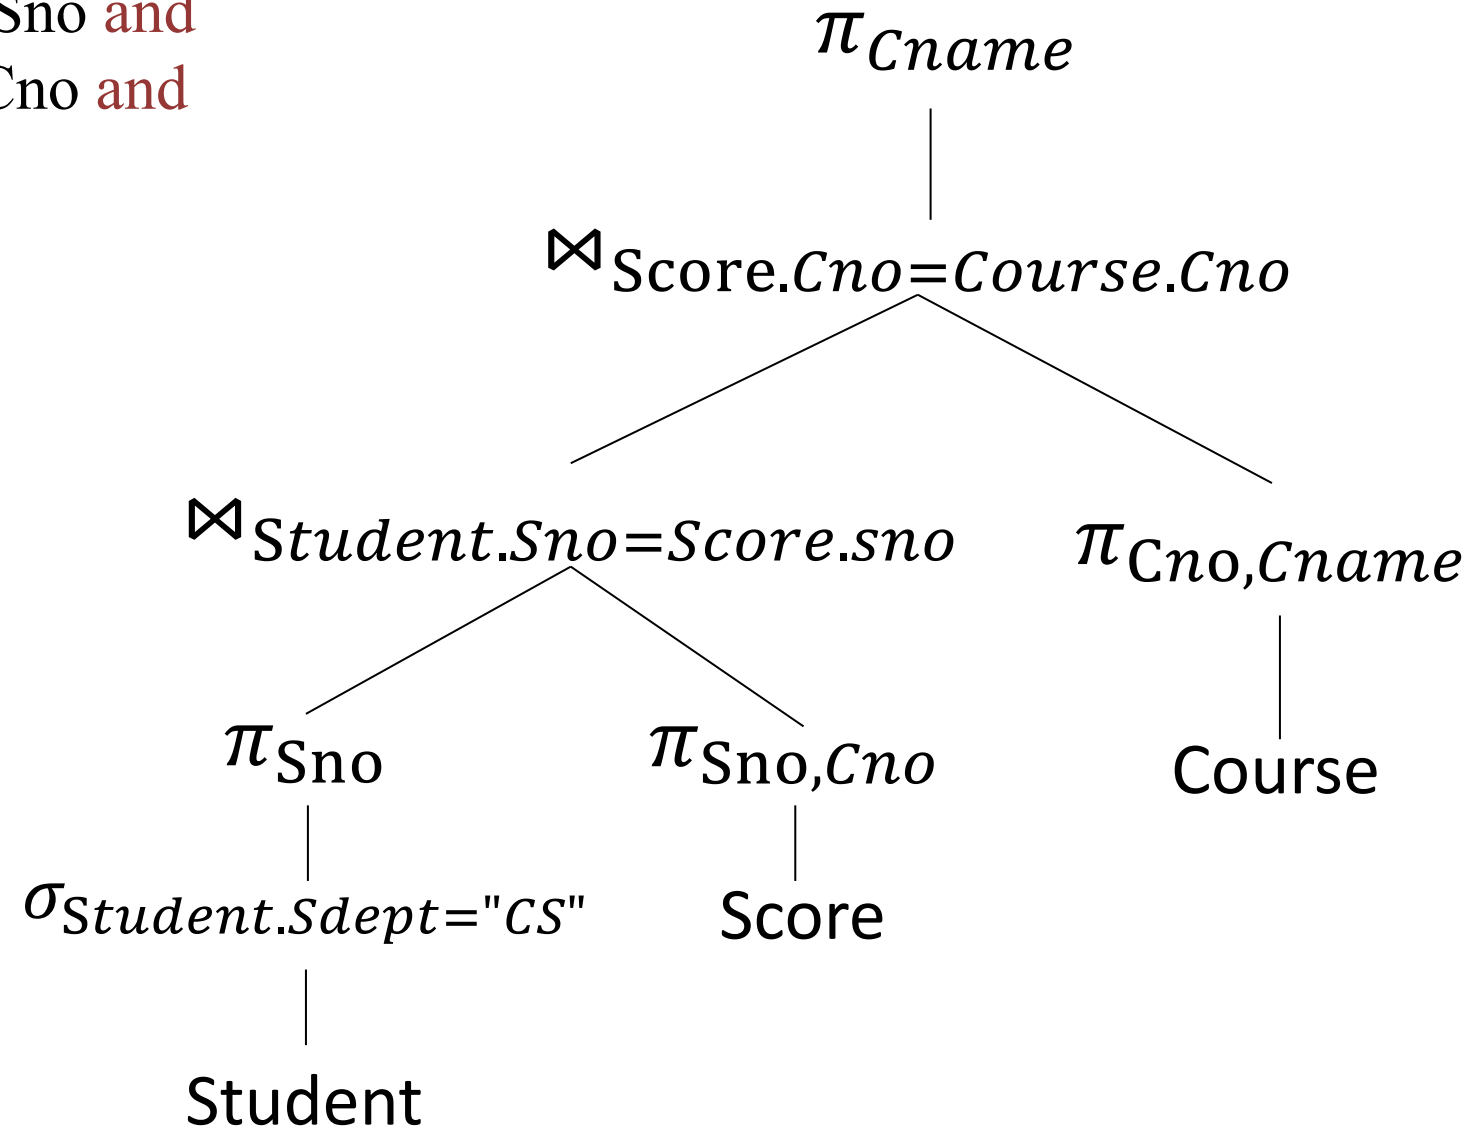 Sno and
Cno and
π Cname
⋈ Score.Cno=Course.Cno
⋈ Student.Sno=Score.sno
π Cno,Cname
π Sno
π Sno,Cno
Course
σ Student.Sdept="CS"
Score
Student